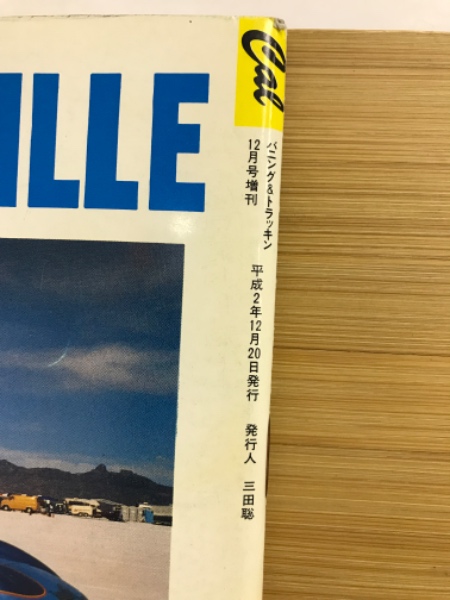 Cal
ILLE
バニング&トラッキン
12月号増刊
平成2年12月20日発行
発行人 三田聡